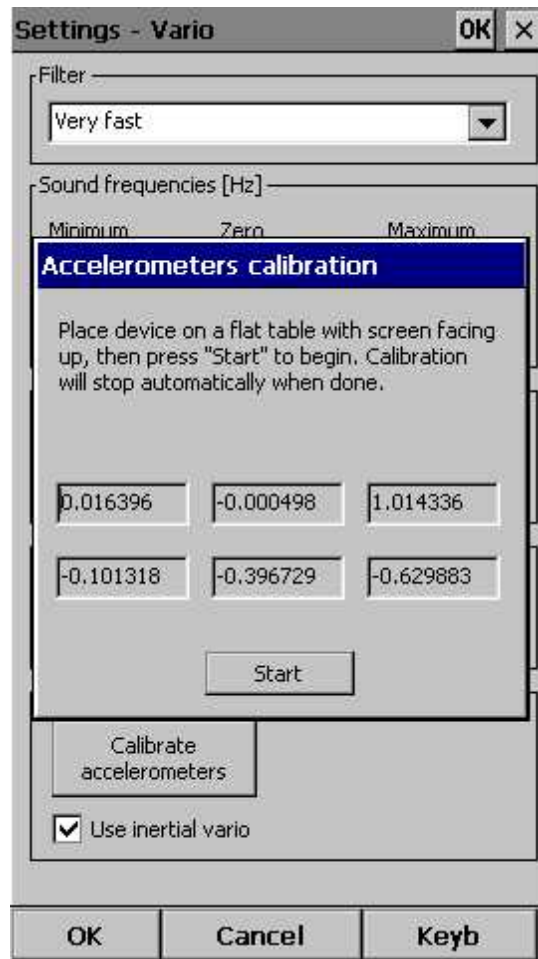 Settings - Vario OK ×
Filter
Very fast
Sound frequencies [Hz]
Minimum Zero Maximum
Accelerometers calibration
Place device on a flat table with screen facing
up, then press "Start" to begin. Calibration
will stop automatically when done.
0.016396 -0.000498 1.014336
-0.101318 -0.396729 -0.629883
Start
Calibrate
accelerometers
Use inertial vario
OK Cancel Keyb